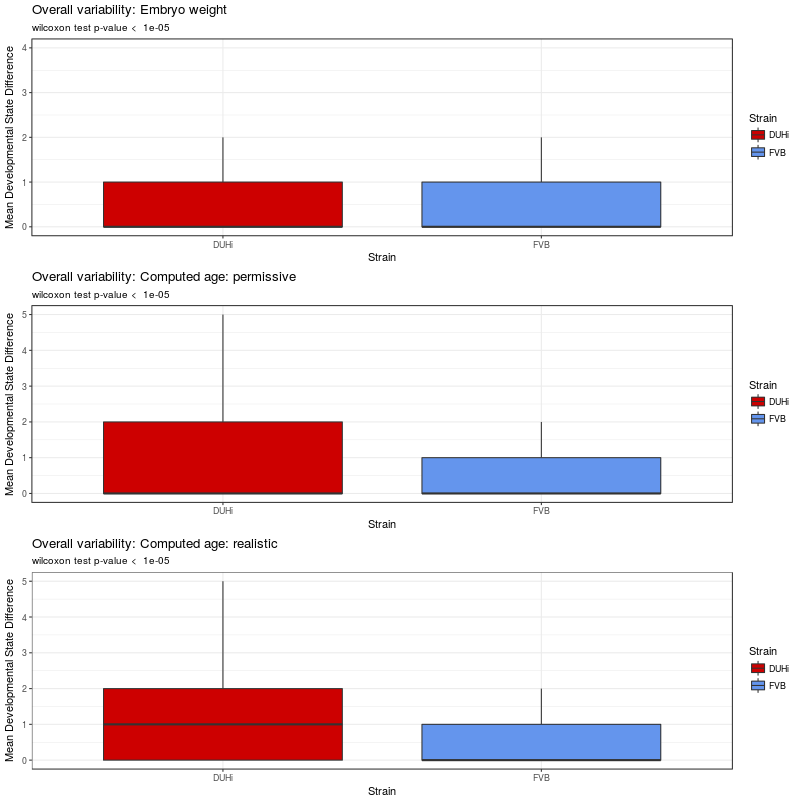 Overall variability: Embryo weight
wilcoxon test p-value <  1e-05
Mean Developmental State Difference
4
3
2
1
0
DUHi
FVB
Strain
Strain
DUHi
FVB
Overall variability: Computed age: permissive
wilcoxon test p-value <  1e-05
Mean Developmental State Difference
5
4
3
2
1
0
DUHi
FVB
Strain
Strain
DUHi
FVB
Overall variability: Computed age: realistic
wilcoxon test p-value <  1e-05
Mean Developmental State Difference
5
4
3
2
1
0
DUHi
FVB
Strain
Strain
DUHi
FVB